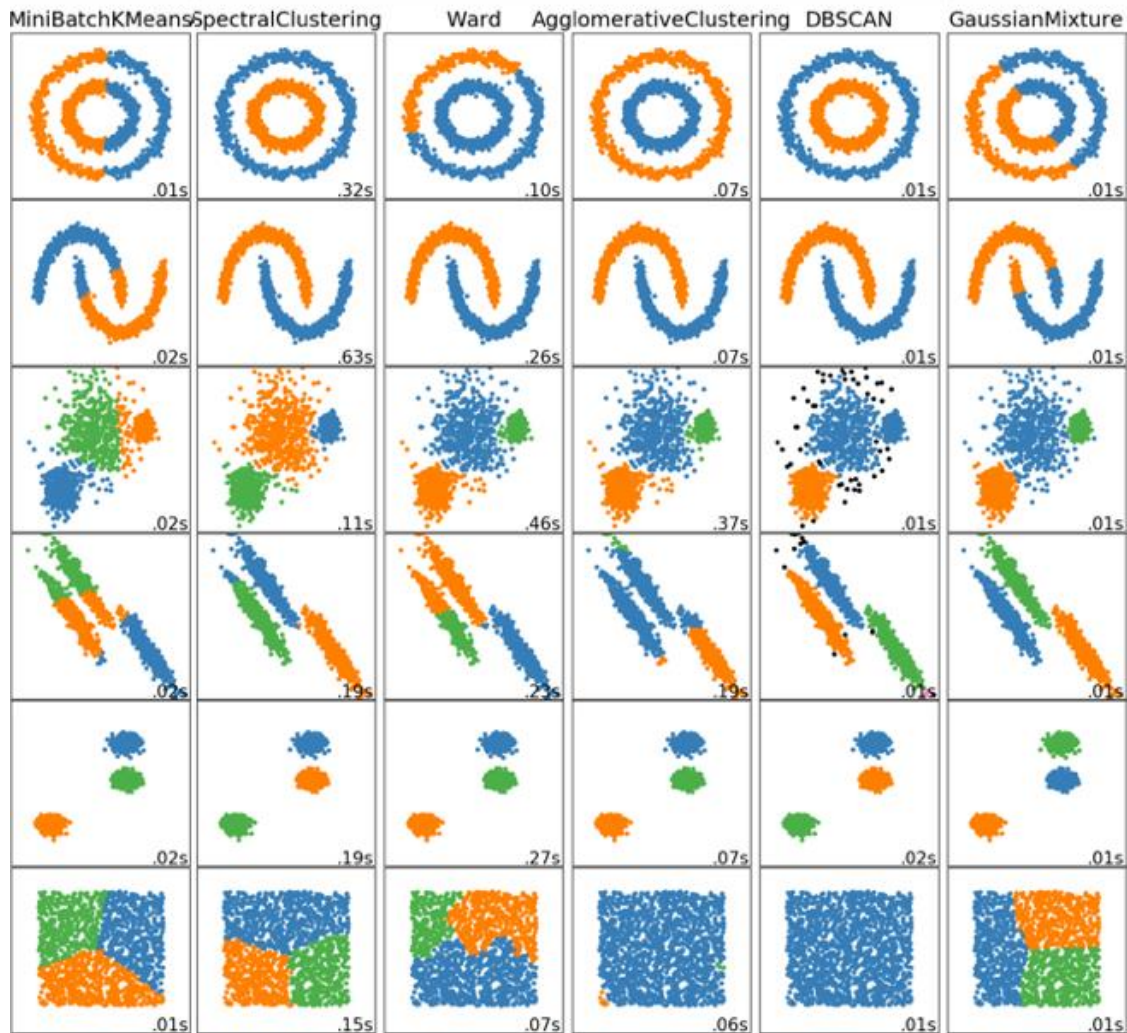 MiniBatchKMeans SpectralClustering Ward AgglomerativeClustering DBSCAN GaussianMixture
.01s .32s .10s .07s .01s .01s
.02s .63s .26s .07s .01s .01s
.02s .11s .46s .37s .01s .01s
.02s .19s .23s .19s .01s .01s
.02s .19s .27s .07s .02s .01s
.01s .15s .07s .06s .01s .01s